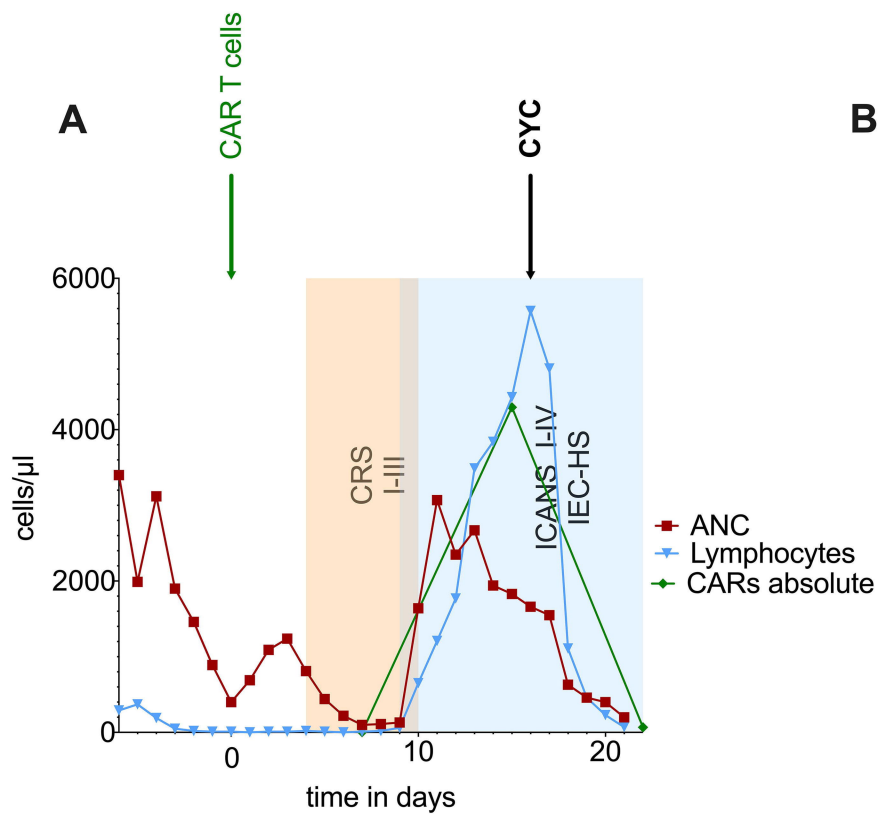 A
CAR T cells
CYC
B
6000
4000
2000
0
cells/µl
CRS
I-III
ICANS I-IV
IEC-HS
ANC
Lymphocytes
CARs absolute
0
10
20
time in days